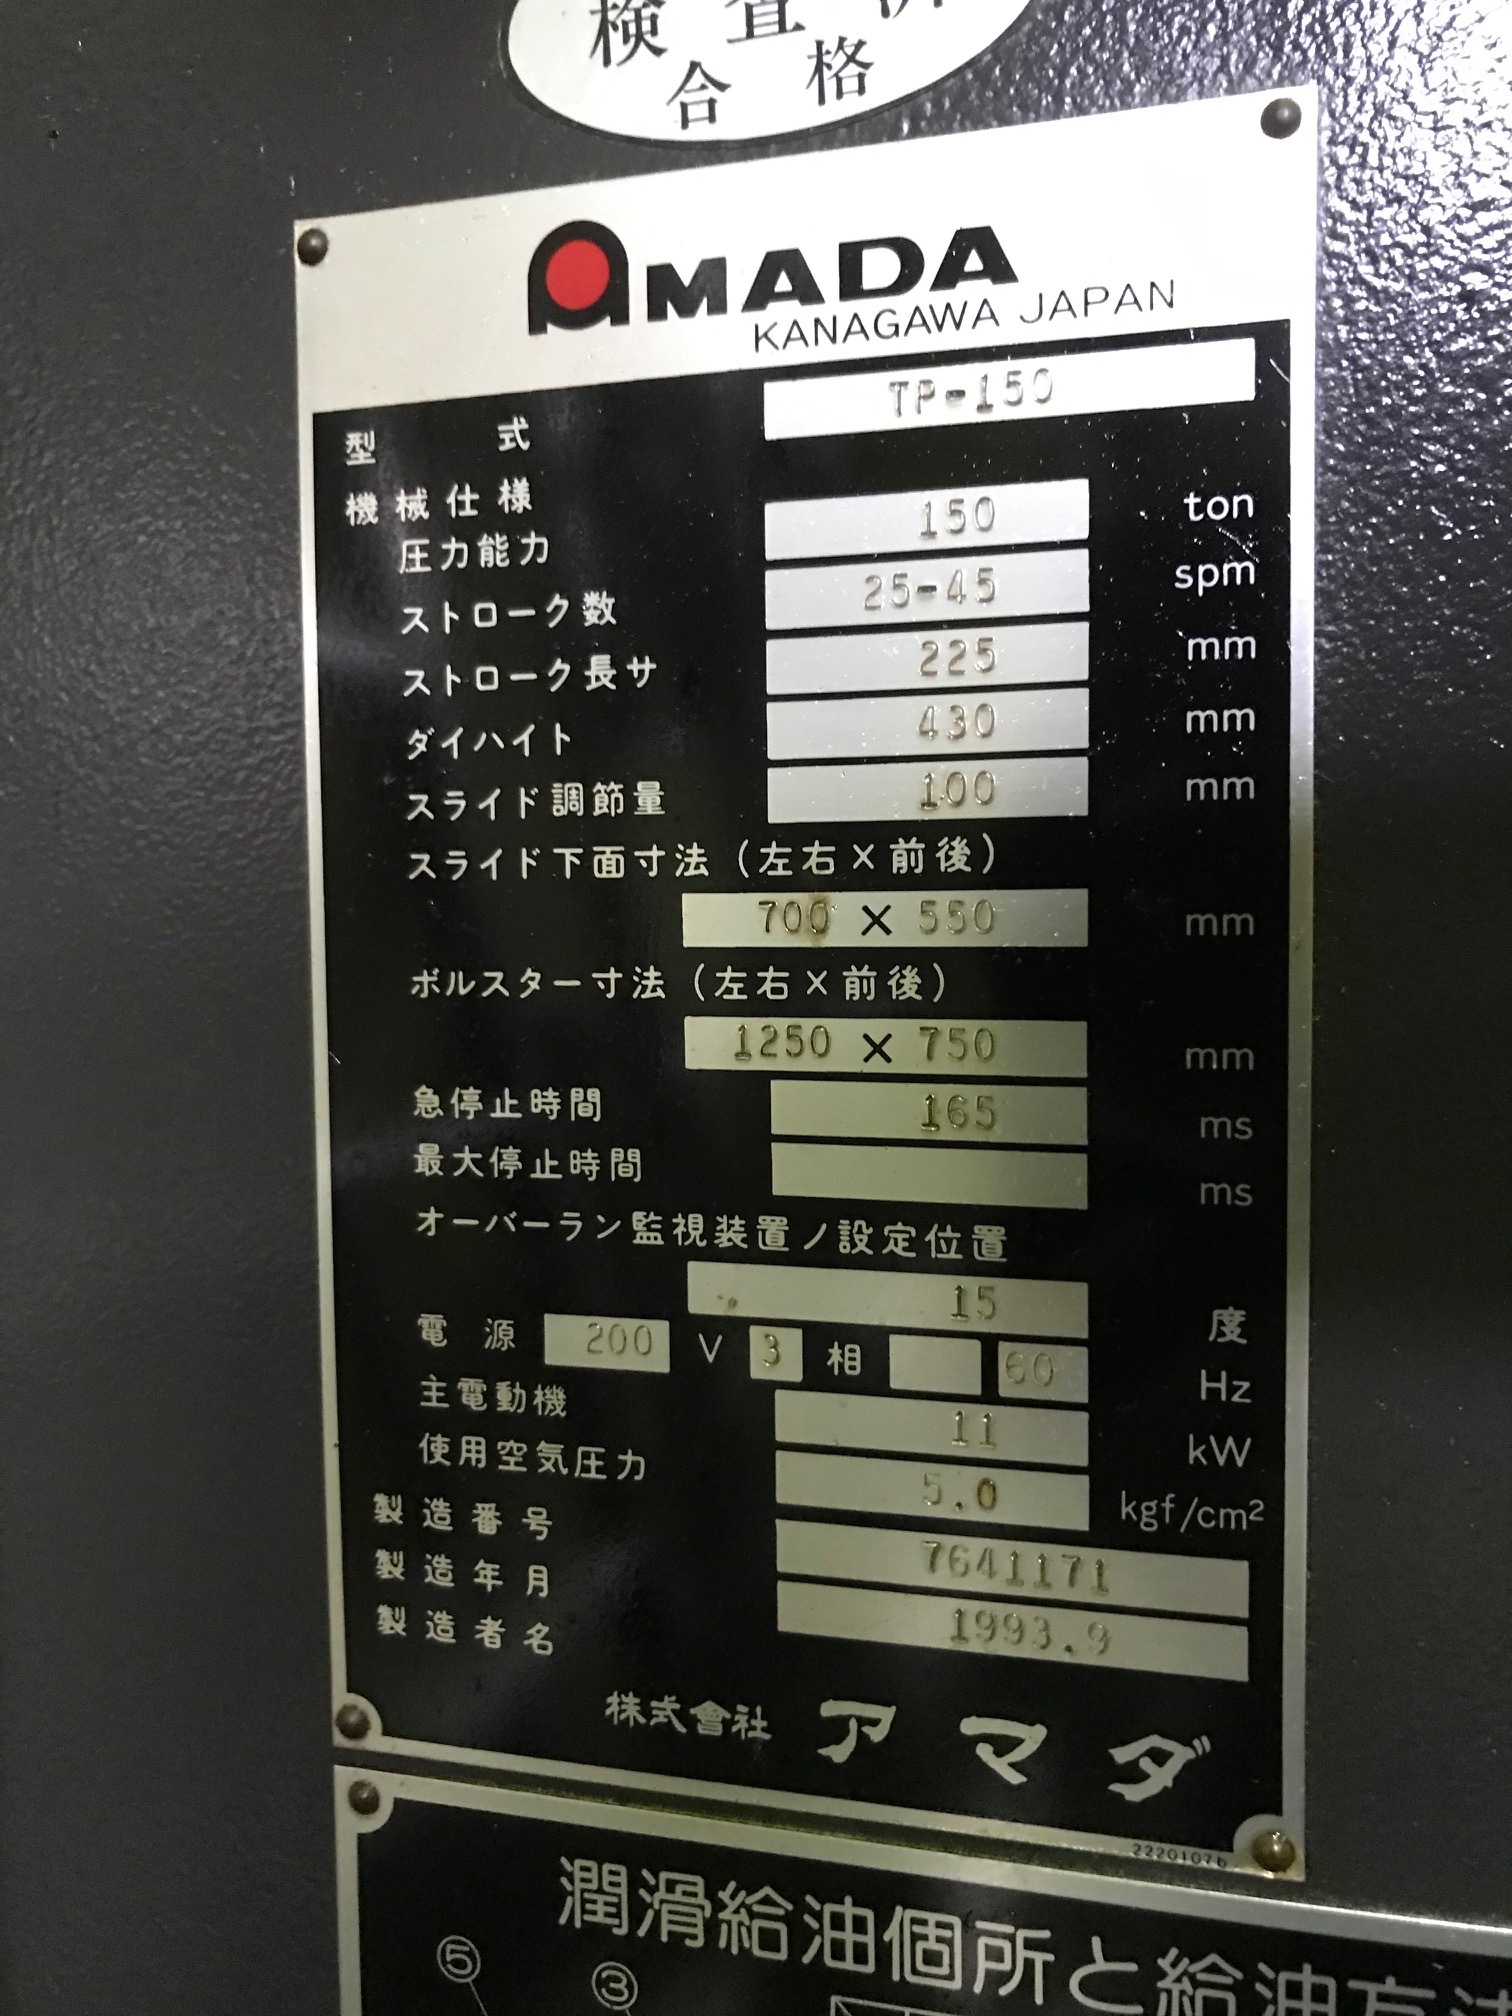 検査
合格
AMADA
KANAGAWA JAPAN
型式 TP-150
機械仕様
圧力能力 150 ton
ストローク数 25-45 spm
ストローク長サ 225 mm
ダイハイト 430 mm
スライド調節量 100 mm
スライド下面寸法(左右×前後)
700 × 550 mm
ボルスター寸法(左右×前後)
1250 × 750 mm
急停止時間 165 ms
最大停止時間 ms
オーバーラン監視装置ノ設定位置
15 度
電源 200 V 3 相 60 Hz
主電動機 11 kW
使用空気圧力 5.0 kgf/cm²
製造番号 7641171
製造年月 1993.9
製造者名
株式會社 アマダ
2220107b
潤滑給油個所と給油方法
⑤ ③